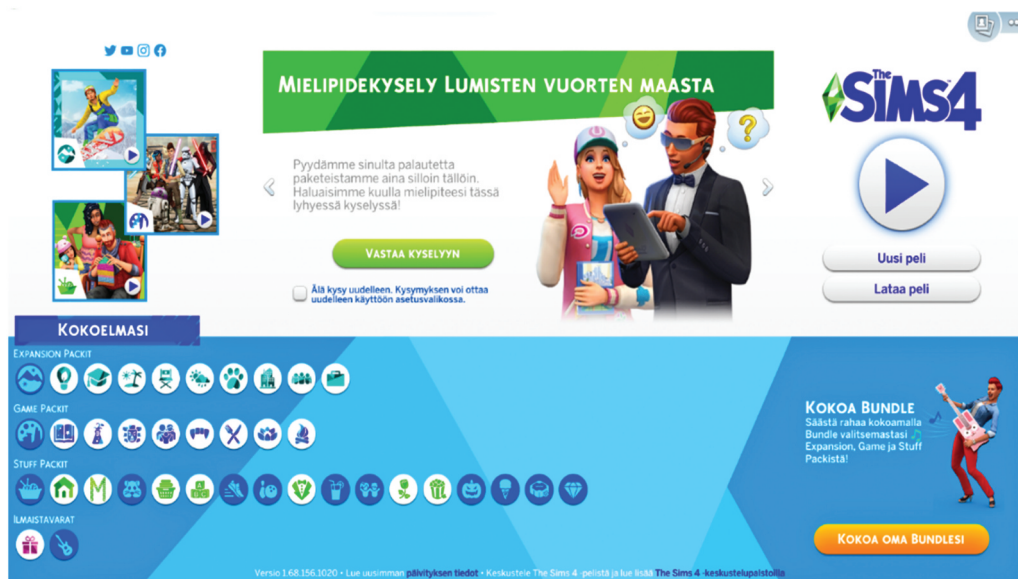 MIELIPIDEKYSELY LUMISTEN VUORTEN MAASTA
Pyydämme sinulta palautetta
paketeistamme aina silloin tällöin.
Haluaisimme kuulla mielipiteesi tässä
lyhyessä kyselyssä!
VASTAA KYSELYYN
Älä kysy uudelleen. Kysymyksen voi ottaa
uudelleen käyttöön asetusvalikossa.
The SIMS4
Uusi peli
Lataa peli
KOKOELMASI
EXPANSION PACKIT
GAME PACKIT
STUFF PACKIT
ILMAISTAVARAT
KOKOA BUNDLE
Säästä rahaa kokoamalla
Bundle valitsemastasi
Expansion, Game ja Stuff
Packistä!
KOKOA OMA BUNDLESI
Versio 1.68.156.1020 • Lue uusimman päivityksen tiedot • Keskustele The Sims 4 -pelistä ja lue lisää The Sims 4 -keskustelupalstoilla